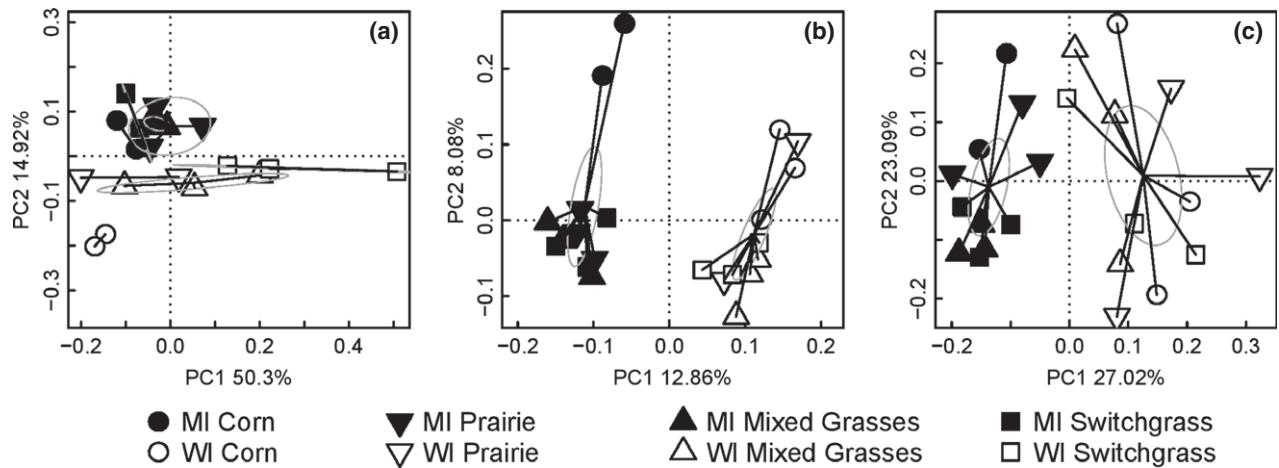 (a)
0.3
0.1
−0.1
−0.3
PC2 14.92%
−0.2 0.0 0.2 0.4
PC1 50.3%
(b)
0.2
0.1
0.0
−0.1
PC2 8.08%
−0.2 −0.1 0.0 0.1 0.2
PC1 12.86%
(c)
0.2
0.0
−0.2
PC2 23.09%
−0.2 −0.1 0.0 0.1 0.2 0.3
PC1 27.02%
MI Corn MI Prairie MI Mixed Grasses MI Switchgrass
WI Corn WI Prairie WI Mixed Grasses WI Switchgrass